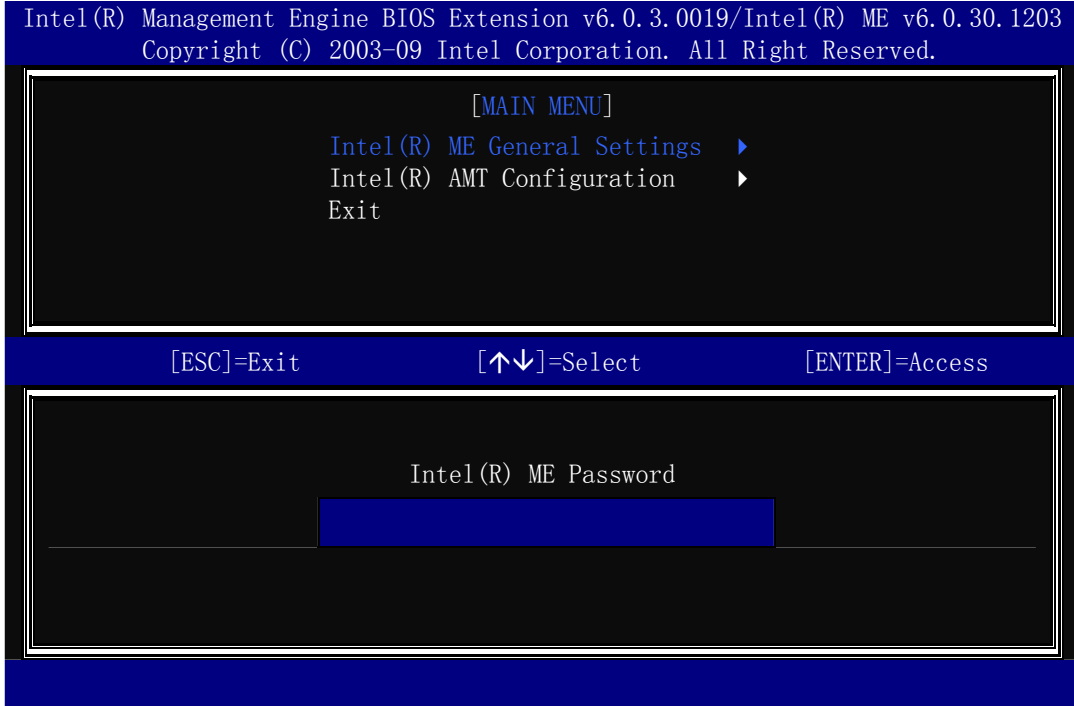 Intel(R) Management Engine BIOS Extension v6.0.3.0019/Intel(R) ME v6.0.30.1203
Copyright (C) 2003-09 Intel Corporation. All Right Reserved.
[MAIN MENU]
Intel(R) ME General Settings ▶
Intel(R) AMT Configuration ▶
Exit
[ESC]=Exit [↑↓]=Select [ENTER]=Access
Intel(R) ME Password